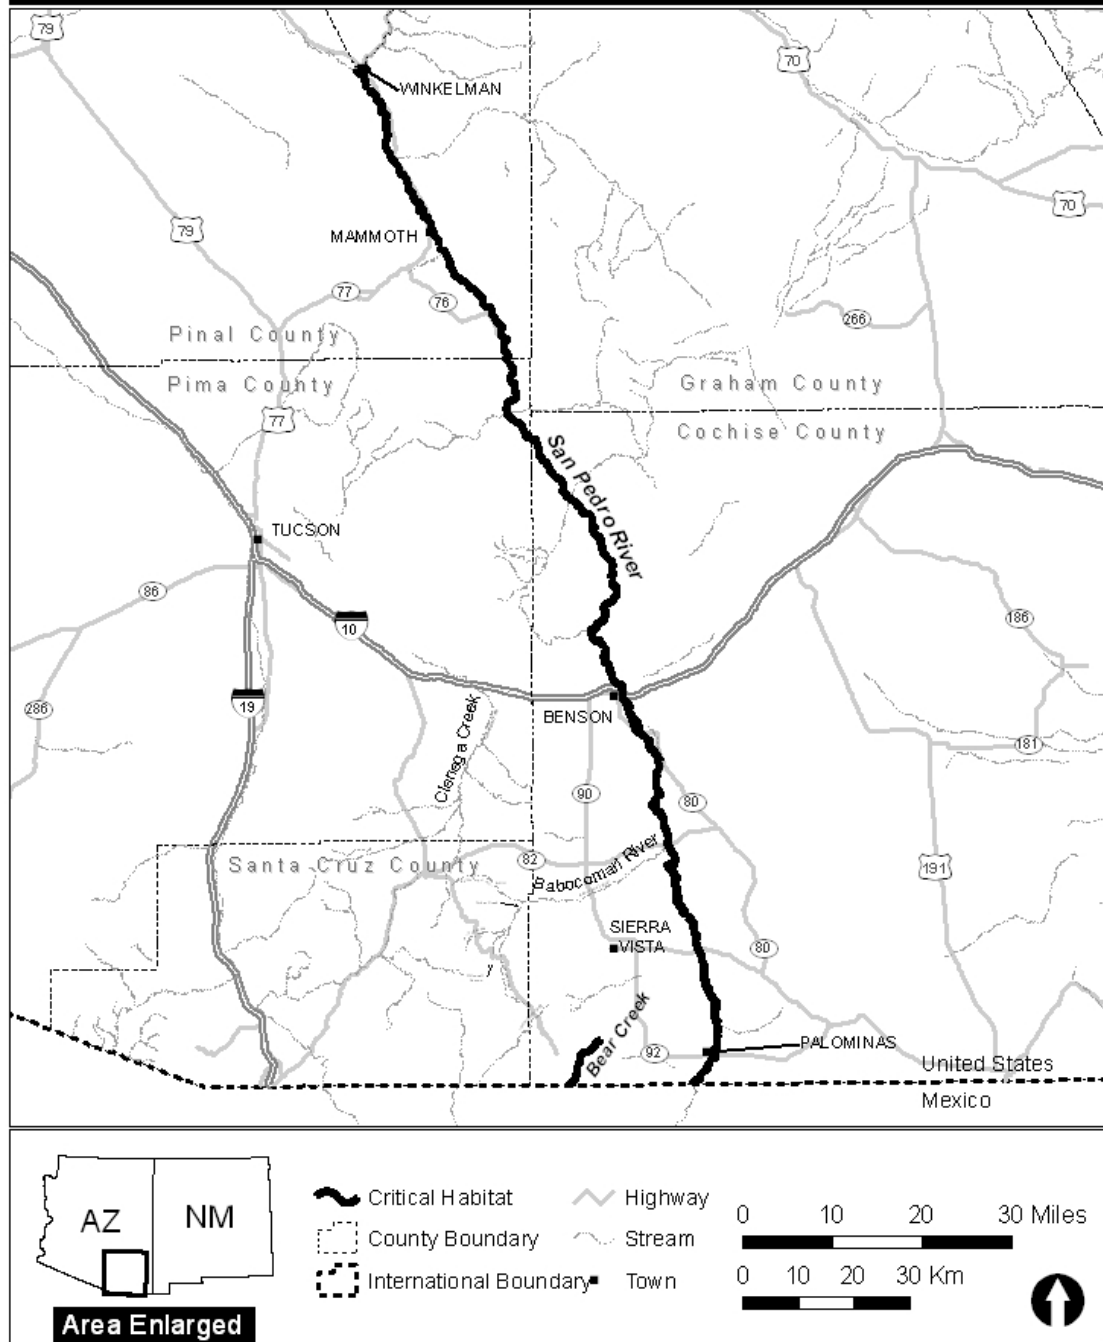 79
70
WINKELMAN
79
70
MAMMOTH
77
76
266
Pinal County
Pima County
Graham County
77
Cochise County
San Pedro River
TUCSON
86
10
186
19
286
BENSON
Cienega Creek
181
90
80
Santa Cruz County
82
Babocomari River
191
SIERRA
VISTA
80
y
Bear Creek
92
PALOMINAS
United States
Mexico
AZ
NM
Area Enlarged
Critical Habitat
County Boundary
International Boundary
Highway
Stream
Town
0 10 20 30 Miles
0 10 20 30 Km